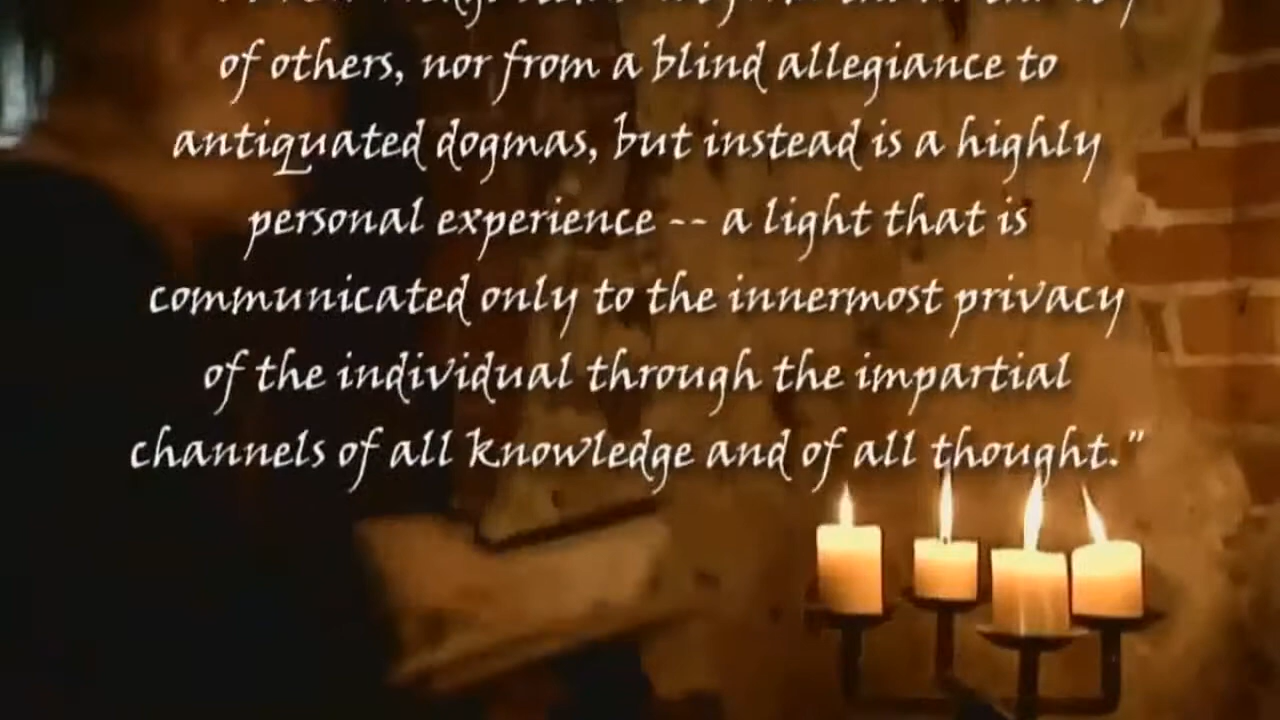 of others, nor from a blind allegiance to
antiquated dogmas, but instead is a highly
personal experience -- a light that is
communicated only to the innermost privacy
of the individual through the impartial
channels of all knowledge and of all thought."